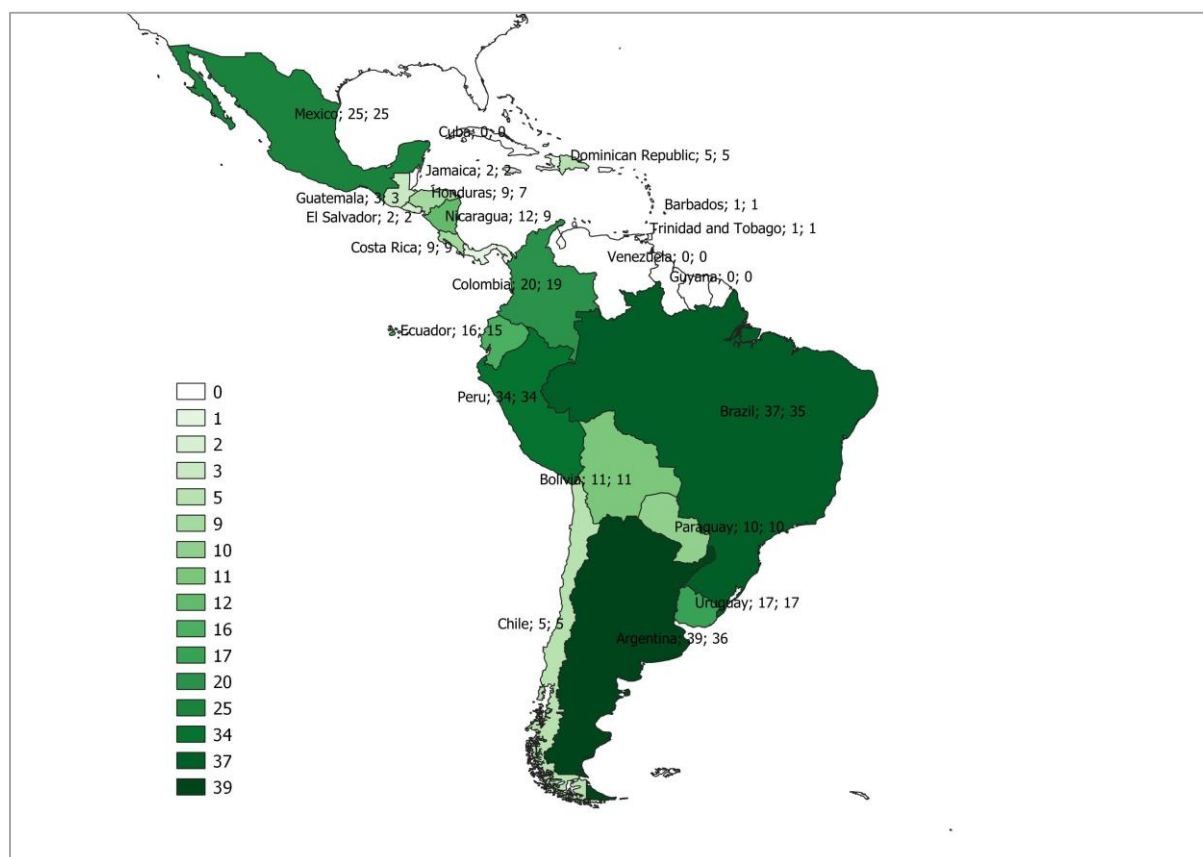 Mexico; 25; 25
Cuba; 0; 0
Dominican Republic; 5; 5
Jamaica; 2; 2
Honduras; 9; 7
Guatemala; 3; 3
Barbados; 1; 1
El Salvador; 2; 2
Nicaragua; 12; 9
Trinidad and Tobago; 1; 1
Costa Rica; 9; 9
Venezuela; 0; 0
Guyana; 0; 0
Colombia; 20; 19
Ecuador; 16; 15
Peru; 34; 34
Brazil; 37; 35
Bolivia; 11; 11
Paraguay; 10; 10
Uruguay; 17; 17
Chile; 5; 5
Argentina; 39; 36
0
1
2
3
5
9
10
11
12
16
17
20
25
34
37
39